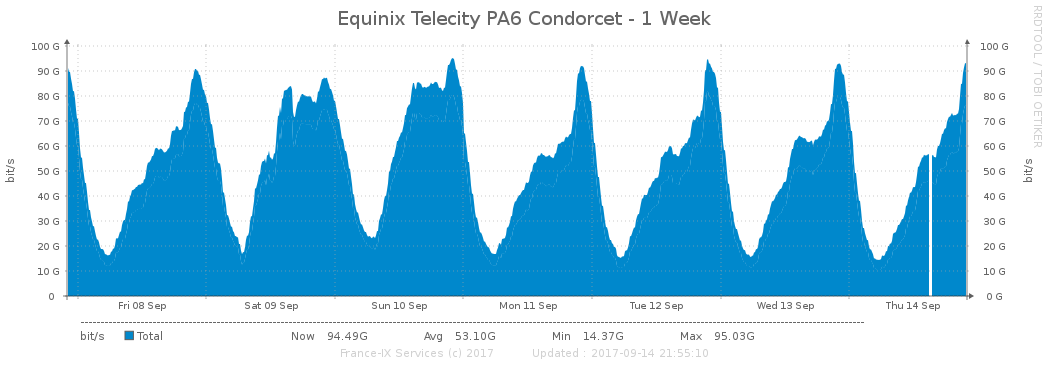 Equinix Telecity PA6 Condorcet - 1 Week
RRDTOOL / TOBI OETIKER
bit/s
100 G 100 G
90 G 90 G
80 G 80 G
70 G 70 G
60 G 60 G
50 G 50 G
40 G 40 G
30 G 30 G
20 G 20 G
10 G 10 G
0 0 G
bit/s
Fri 08 Sep Sat 09 Sep Sun 10 Sep Mon 11 Sep Tue 12 Sep Wed 13 Sep Thu 14 Sep
bit/s Total Now 94.49G Avg 53.10G Min 14.37G Max 95.03G
France-IX Services (c) 2017 Updated : 2017-09-14 21:55:10